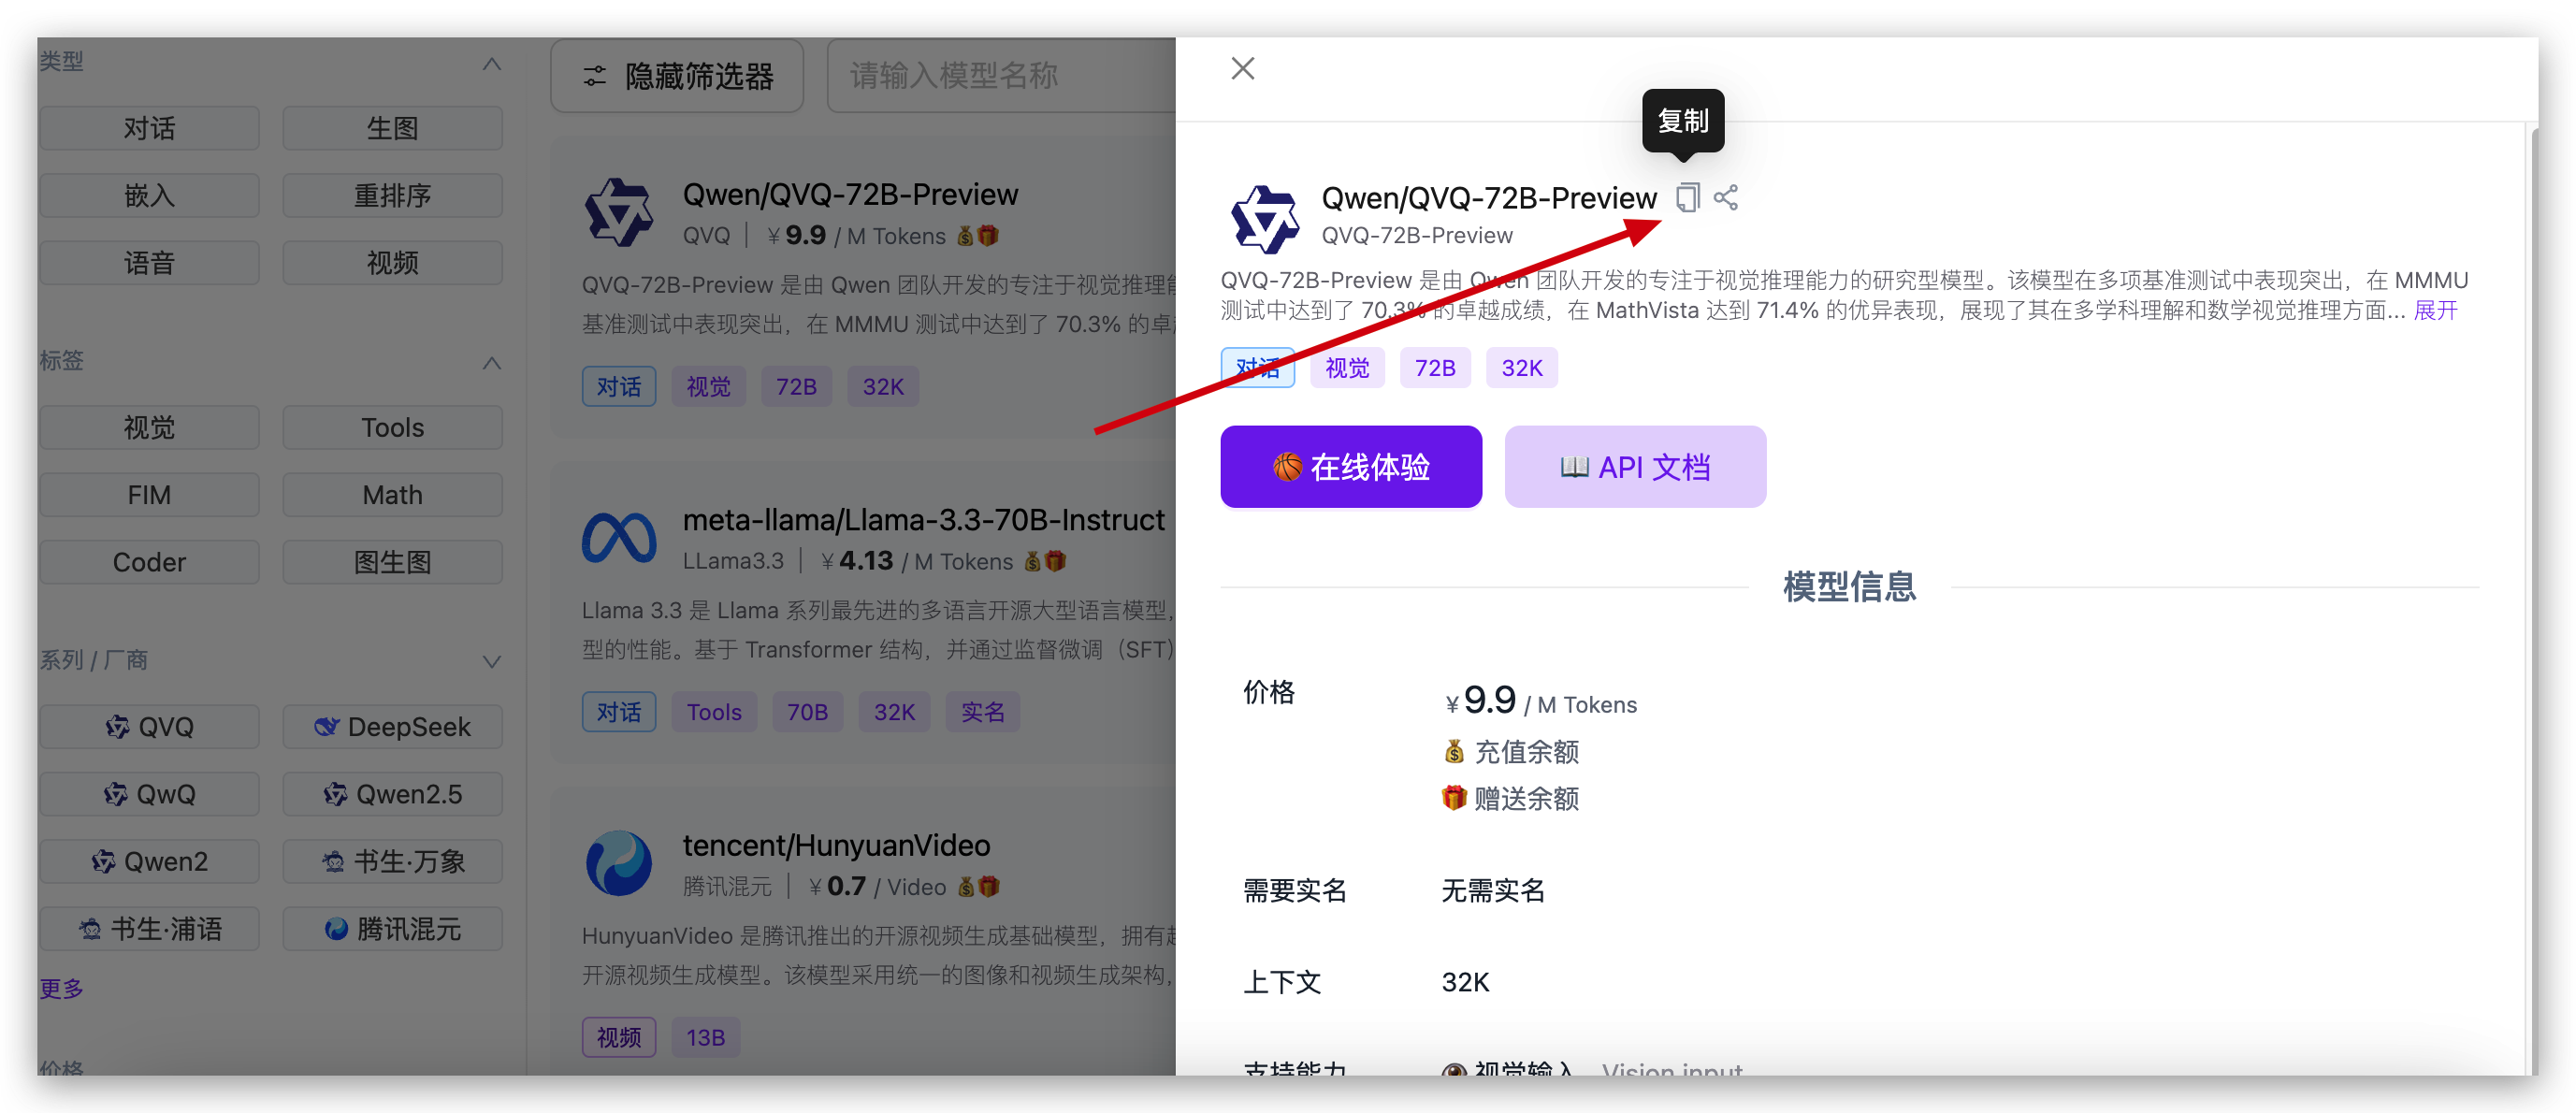 类型
对话
生图
嵌入
重排序
语音
视频
标签
视觉
Tools
FIM
Math
Coder
图生图
系列 / 厂商
QVQ
DeepSeek
QwQ
Qwen2.5
Qwen2
书生·万象
书生·浦语
腾讯混元
更多
价格
隐藏筛选器
请输入模型名称
Qwen/QVQ-72B-Preview
QVQ | ¥ 9.9 / M Tokens
QVQ-72B-Preview 是由 Qwen 团队开发的专注于视觉推理能
基准测试中表现突出，在 MMMU 测试中达到了 70.3% 的卓
对话 视觉 72B 32K
meta-llama/Llama-3.3-70B-Instruct
LLama3.3 | ¥ 4.13 / M Tokens
Llama 3.3 是 Llama 系列最先进的多语言开源大型语言模型，
型的性能。基于 Transformer 结构，并通过监督微调（SFT）
对话 Tools 70B 32K 实名
tencent/HunyuanVideo
腾讯混元 | ¥ 0.7 / Video
HunyuanVideo 是腾讯推出的开源视频生成基础模型，拥有超
开源视频生成模型。该模型采用统一的图像和视频生成架构，
视频 13B
复制
Qwen/QVQ-72B-Preview
QVQ-72B-Preview
QVQ-72B-Preview 是由 Qwen 团队开发的专注于视觉推理能力的研究型模型。该模型在多项基准测试中表现突出，在 MMMU
测试中达到了 70.3% 的卓越成绩，在 MathVista 达到 71.4% 的优异表现，展现了其在多学科理解和数学视觉推理方面... 展开
对话 视觉 72B 32K
在线体验
API 文档
模型信息
价格
¥ 9.9 / M Tokens
充值余额
赠送余额
需要实名 无需实名
上下文 32K
支持能力 视觉输入 Vision input